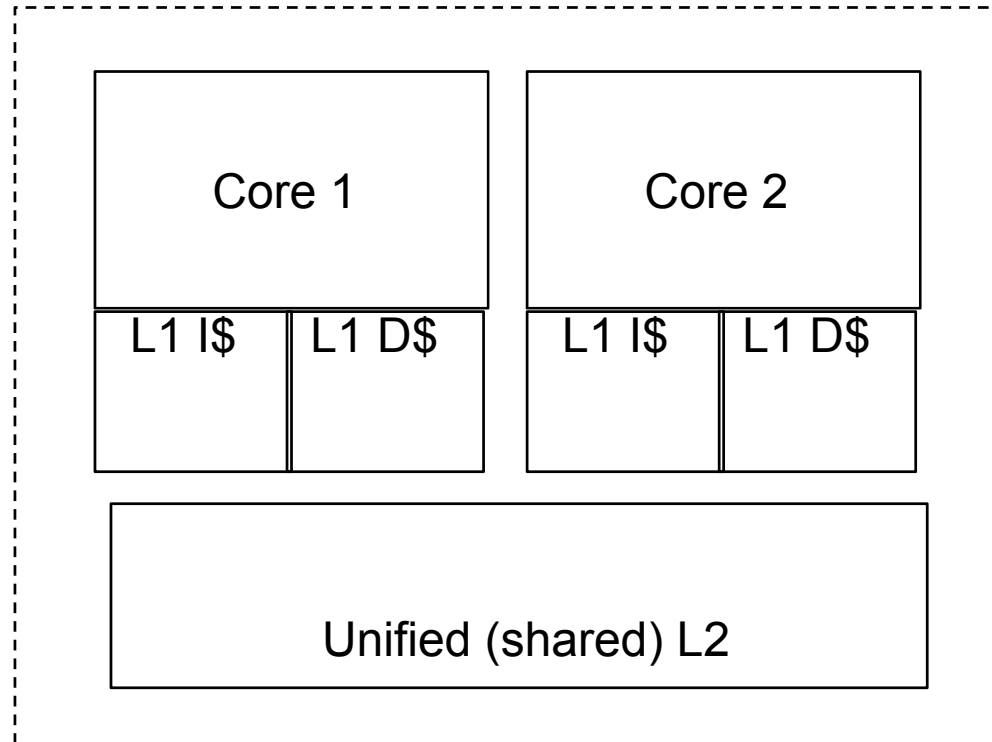 Core 1
Core 2
L1 I$
L1 D$
L1 I$
L1 D$
Unified (shared) L2